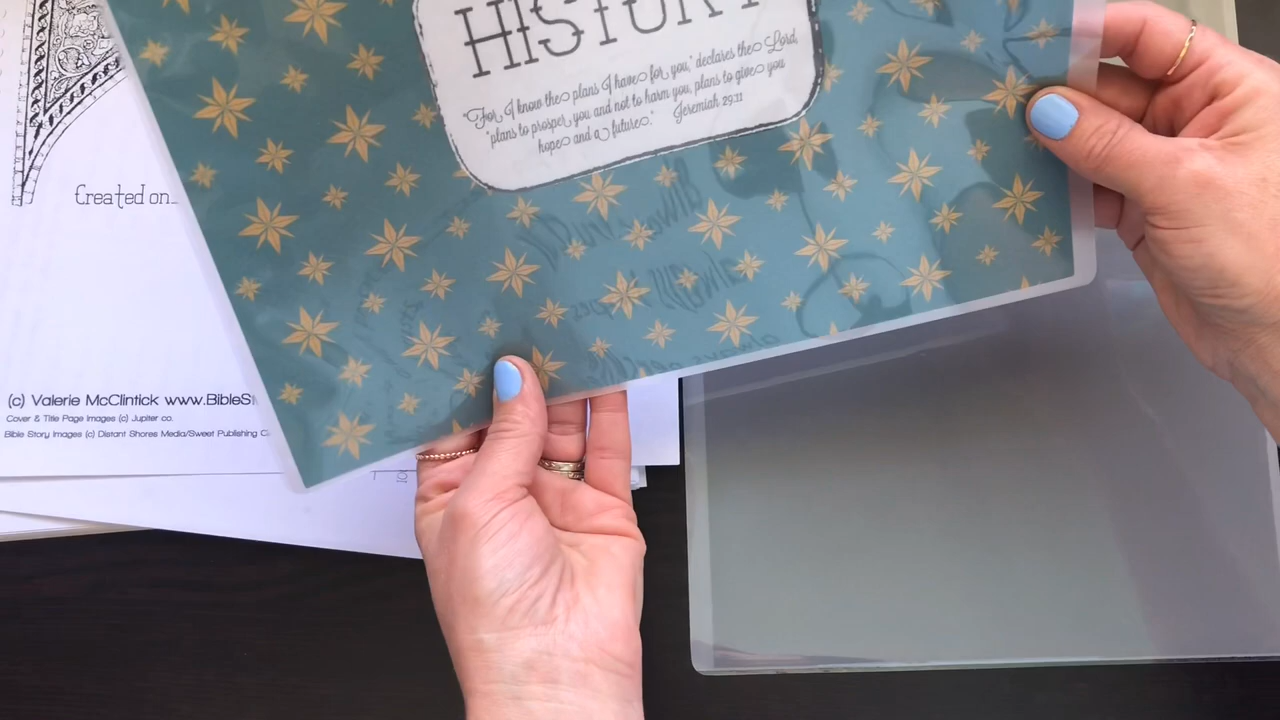 HISTORY
"For I know the plans I have for you," declares the Lord,
"plans to prosper you and not to harm you, plans to give you
hope and a future." Jeremiah 29:11
Created on...
(c) Valerie McClintick www.BibleSt
Cover & Title Page Images (c) Jupiter co.
Bible Story Images (c) Distant Shores Media/Sweet Publishing